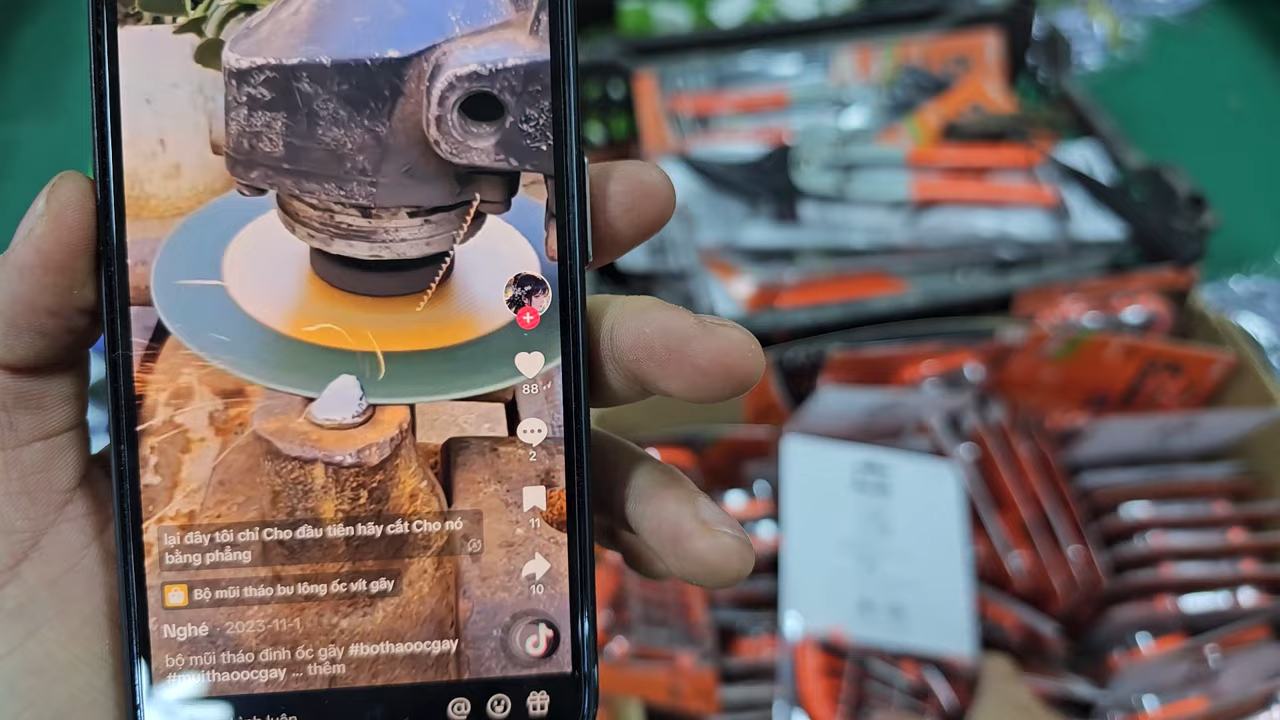 88
2
11
10
lại đây tôi chỉ Cho đầu tiên hãy cắt Cho nó
bằng phẳng
Bộ mũi tháo bu lông ốc vít gãy
Nghé · 2023-11-1
bộ mũi tháo đinh ốc gãy #bothaoocgay
#muithaoocgay ... thêm